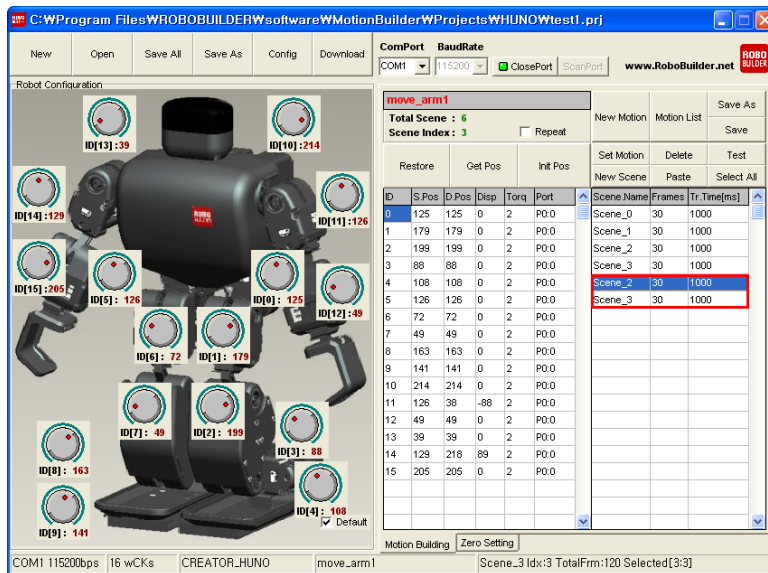 C:₩Program Files₩ROBOBUILDER₩software₩MotionBuilder₩Projects₩HUNO₩test1.prj
New Open Save All Save As Config Download
ComPort BaudRate
COM1 115200 ClosePort ScanPort www.RoboBuilder.net ROBO BUILDER
Robot Configuration
ID[13] :39
ID[10] :214
ID[14] :129
ROBO BUILDER
ID[11] :126
ID[15] :205
ID[5] : 126
ID[0] : 125
ID[12] :49
ID[6] : 72
ID[1] : 179
ID[7] : 49
ID[2] : 199
ID[3] : 88
ID[8] : 163
ID[4] : 108
Default
ID[9] : 141
move_arm1
Total Scene : 6
Scene Index : 3 Repeat
New Motion Motion List Save As
Save
Restore Get Pos Init Pos
Set Motion Delete Test
New Scene Paste Select All
ID S.Pos D.Pos Disp Torq Port
0 125 125 0 2 P0:0
1 179 179 0 2 P0:0
2 199 199 0 2 P0:0
3 88 88 0 2 P0:0
4 108 108 0 2 P0:0
5 126 126 0 2 P0:0
6 72 72 0 2 P0:0
7 49 49 0 2 P0:0
8 163 163 0 2 P0:0
9 141 141 0 2 P0:0
10 214 214 0 2 P0:0
11 126 38 -88 2 P0:0
12 49 49 0 2 P0:0
13 39 39 0 2 P0:0
14 129 218 89 2 P0:0
15 205 205 0 2 P0:0
Scene.Name Frames Tr.Time[ms]
Scene_0 30 1000
Scene_1 30 1000
Scene_2 30 1000
Scene_3 30 1000
Scene_2 30 1000
Scene_3 30 1000
Motion Building Zero Setting
COM1 115200bps 16 wCKs CREATOR_HUNO move_arm1 Scene_3 Idx:3 TotalFrm:120 Selected[3:3]